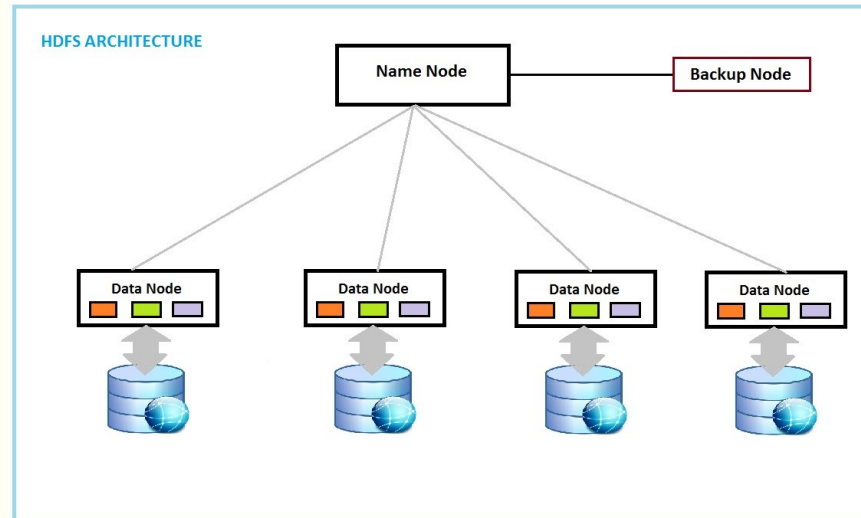 HDFS ARCHITECTURE
Name Node
Backup Node
Data Node
Data Node
Data Node
Data Node